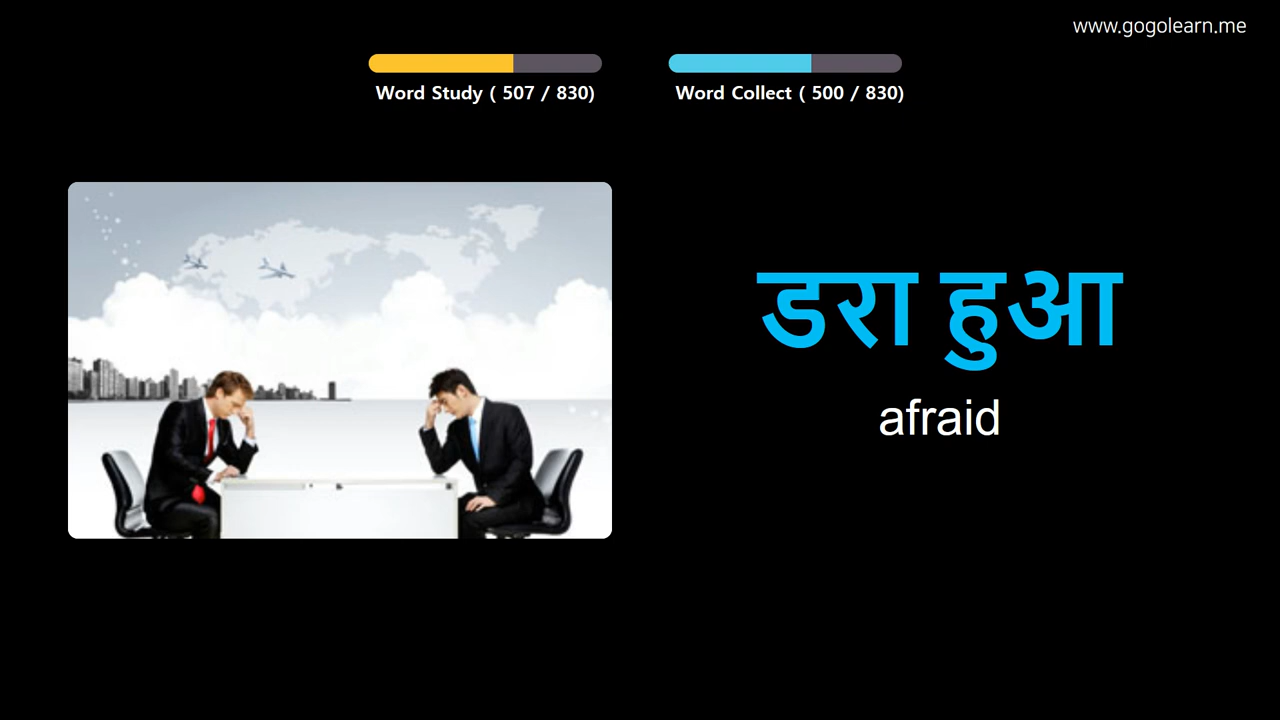 www.gogolearn.me
Word Study ( 507 / 830)
Word Collect ( 500 / 830)
डरा हुआ
afraid